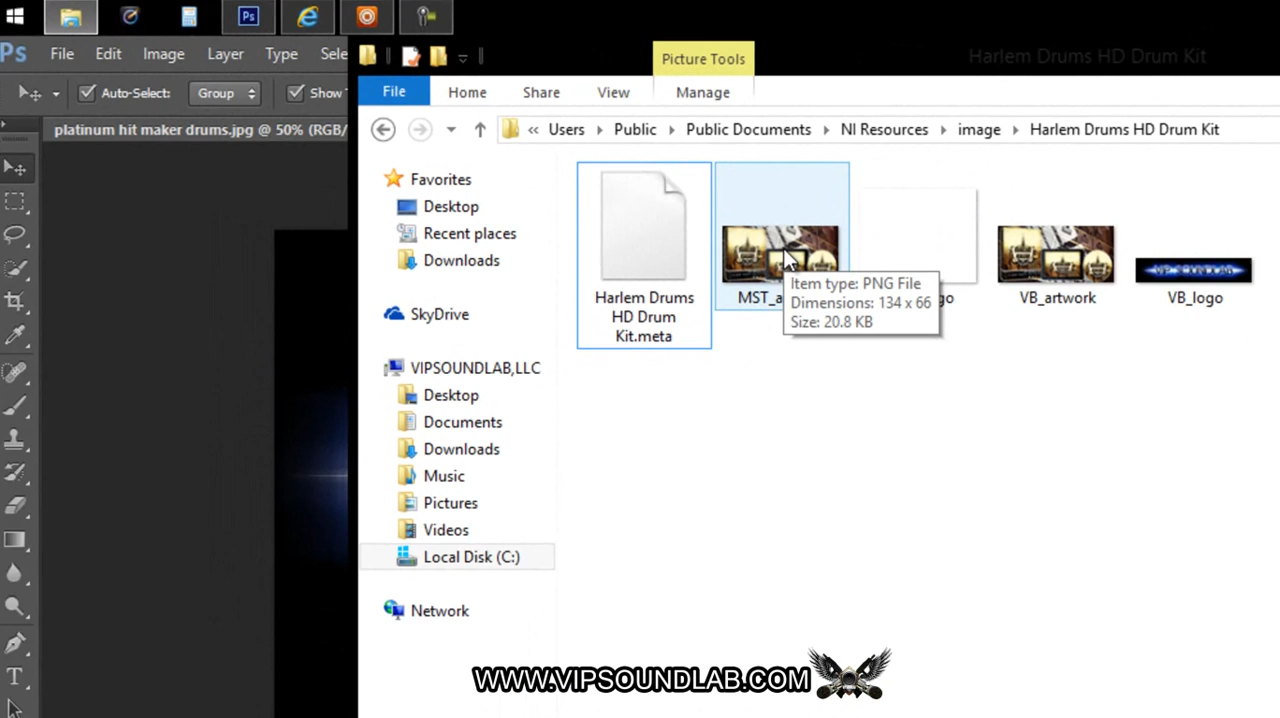 Ps
Ps File Edit Image Layer Type
Auto-Select: Group Show
platinum hit maker drums.jpg @ 50% (RGB/
Picture Tools
Harlem Drums HD Drum Kit
File Home Share View Manage
« Users Public Public Documents NI Resources image Harlem Drums HD Drum Kit
Favorites
Desktop
Recent places
Downloads
SkyDrive
VIPSOUNDLAB,LLC
Desktop
Documents
Downloads
Music
Pictures
Videos
Local Disk (C:)
Network
Harlem Drums
HD Drum
Kit.meta
VIP SOUNDLAB
VB_artwork
VB_logo
Item type: PNG File
Dimensions: 134 x 66
Size: 20.8 KB
T
WWW.VIPSOUNDLAB.COM